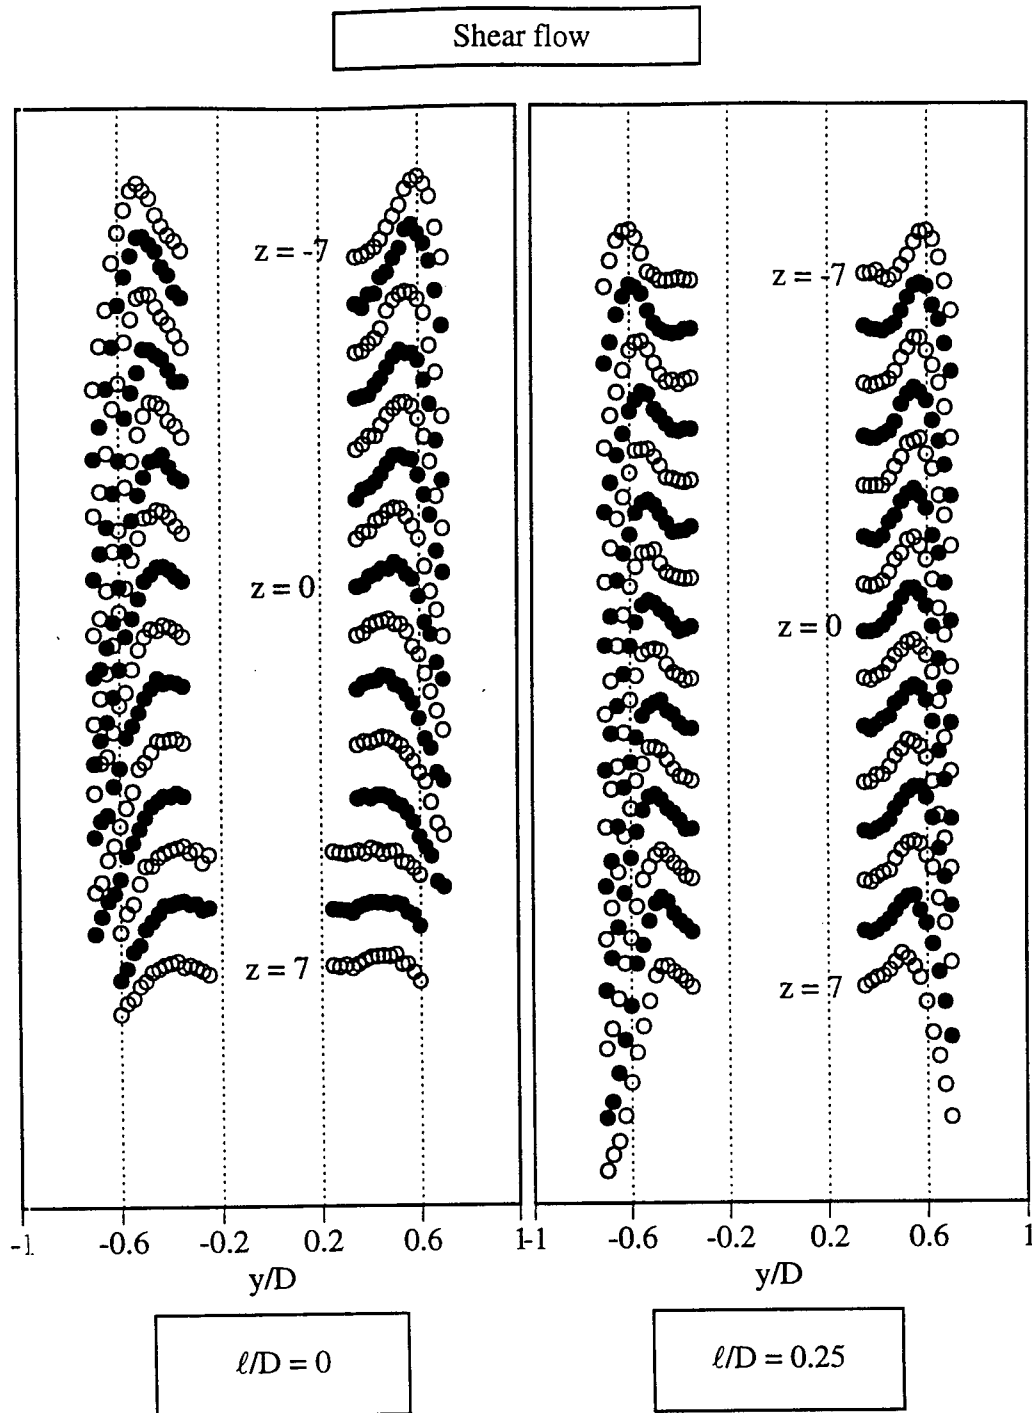 Shear flow
z = -7
z = 0
z = 7
-1 -0.6 -0.2 0.2 0.6 1
y/D
ℓ/D = 0
z = -7
z = 0
z = 7
-1 -0.6 -0.2 0.2 0.6 1
y/D
ℓ/D = 0.25